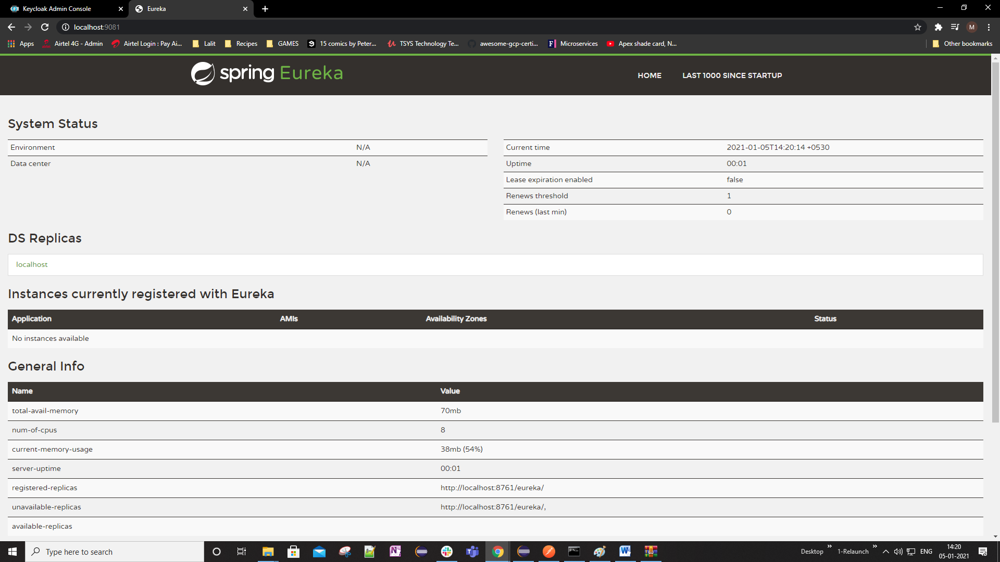 Keycloak Admin Console
Eureka
localhost:9081
M
Apps
Airtel 4G - Admin
Airtel Login : Pay Ai...
Lalit
Recipes
GAMES
15 comics by Peter...
TSYS Technology Te...
awesome-gcp-certi...
Microservices
Apex shade card, N...
Other bookmarks
spring Eureka
HOME
LAST 1000 SINCE STARTUP
System Status
Environment N/A
Data center N/A
Current time 2021-01-05T14:20:14 +0530
Uptime 00:01
Lease expiration enabled false
Renews threshold 1
Renews (last min) 0
DS Replicas
localhost
Instances currently registered with Eureka
Application AMIs Availability Zones Status
No instances available
General Info
Name Value
total-avail-memory 70mb
num-of-cpus 8
current-memory-usage 38mb (54%)
server-uptime 00:01
registered-replicas http://localhost:8761/eureka/
unavailable-replicas http://localhost:8761/eureka/,
available-replicas
Type here to search
Desktop
1-Relaunch
ENG
14:20
05-01-2021